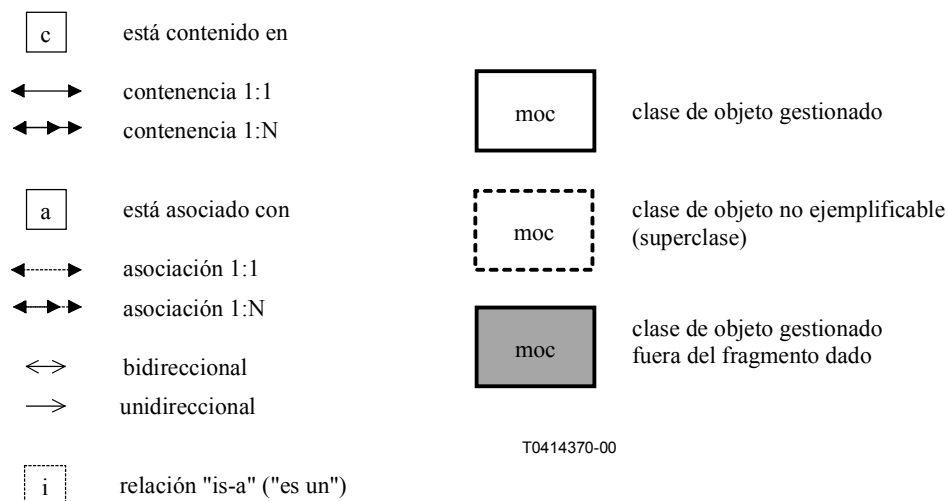 c está contenido en
contenencia 1:1
contenencia 1:N
a está asociado con
asociación 1:1
asociación 1:N
bidireccional
unidireccional
i relación "is-a" ("es un")
moc clase de objeto gestionado
moc clase de objeto no ejemplificable
(superclase)
moc clase de objeto gestionado
fuera del fragmento dado
T0414370-00